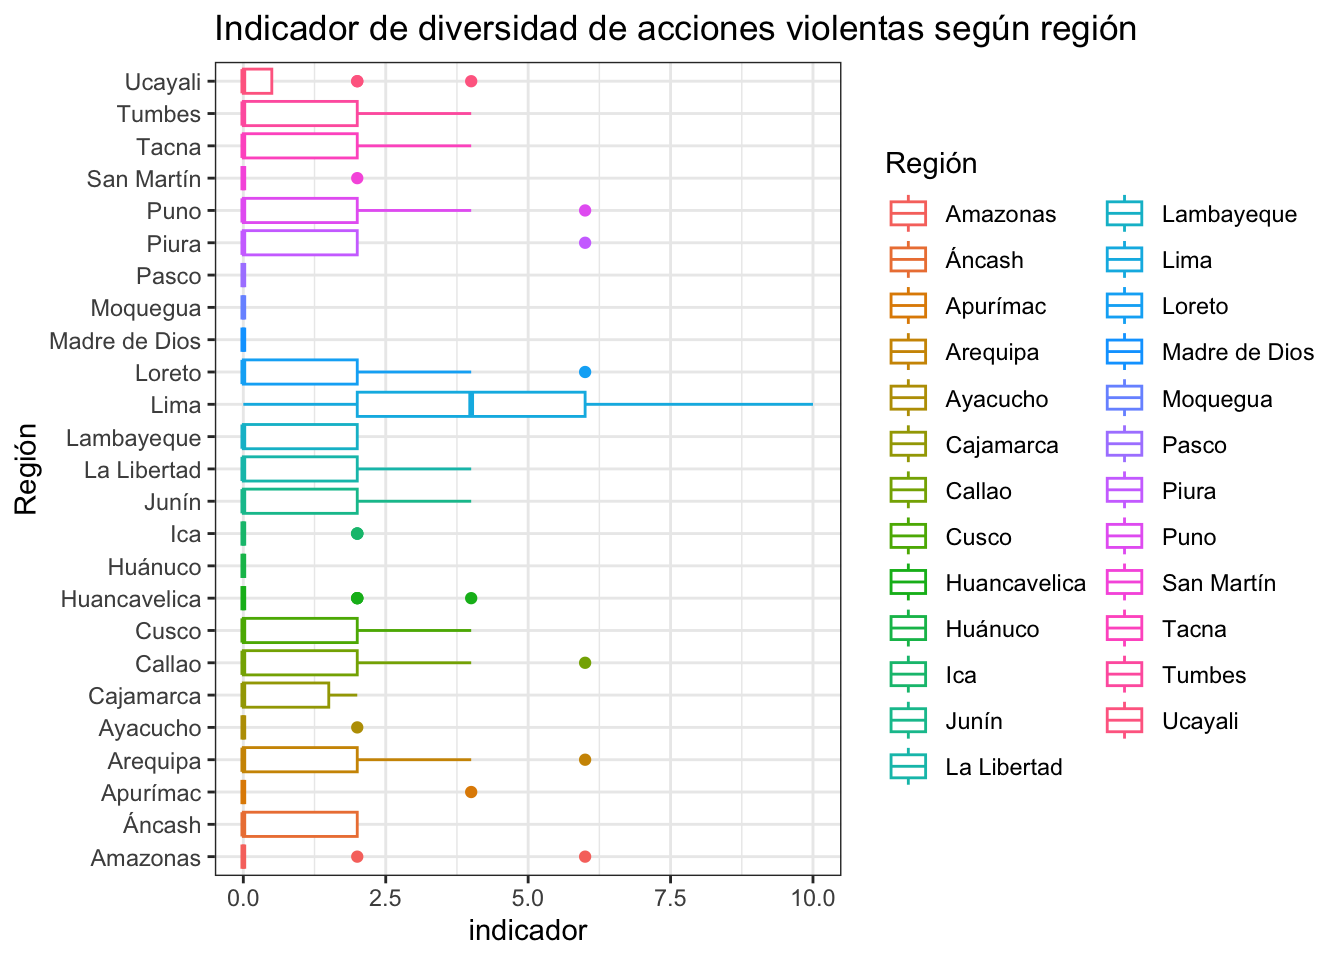 Indicador de diversidad de acciones violentas según región
Ucayali
Tumbes
Tacna
San Martín
Puno
Piura
Pasco
Moquegua
Madre de Dios
Loreto
Lima
Lambayeque
La Libertad
Junín
Ica
Huánuco
Huancavelica
Cusco
Callao
Cajamarca
Ayacucho
Arequipa
Apurímac
Áncash
Amazonas
Región
0.0 2.5 5.0 7.5 10.0
indicador
Región
Amazonas
Áncash
Apurímac
Arequipa
Ayacucho
Cajamarca
Callao
Cusco
Huancavelica
Huánuco
Ica
Junín
La Libertad
Lambayeque
Lima
Loreto
Madre de Dios
Moquegua
Pasco
Piura
Puno
San Martín
Tacna
Tumbes
Ucayali